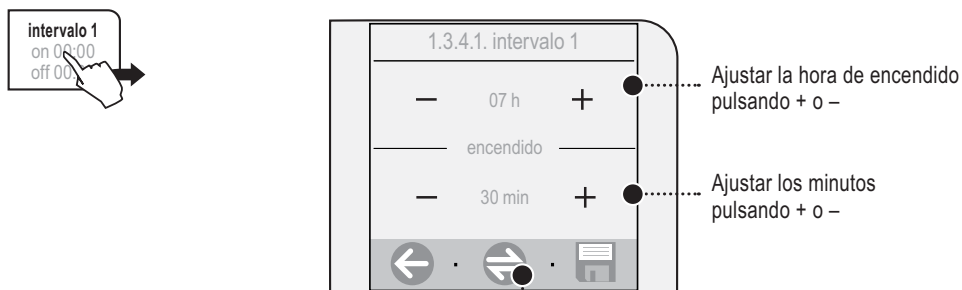 intervalo 1
on 00:00
off 00:
1.3.4.1. intervalo 1
− 07 h +
encendido
− 30 min +
Ajustar la hora de encendido
pulsando + o –
Ajustar los minutos
pulsando + o –